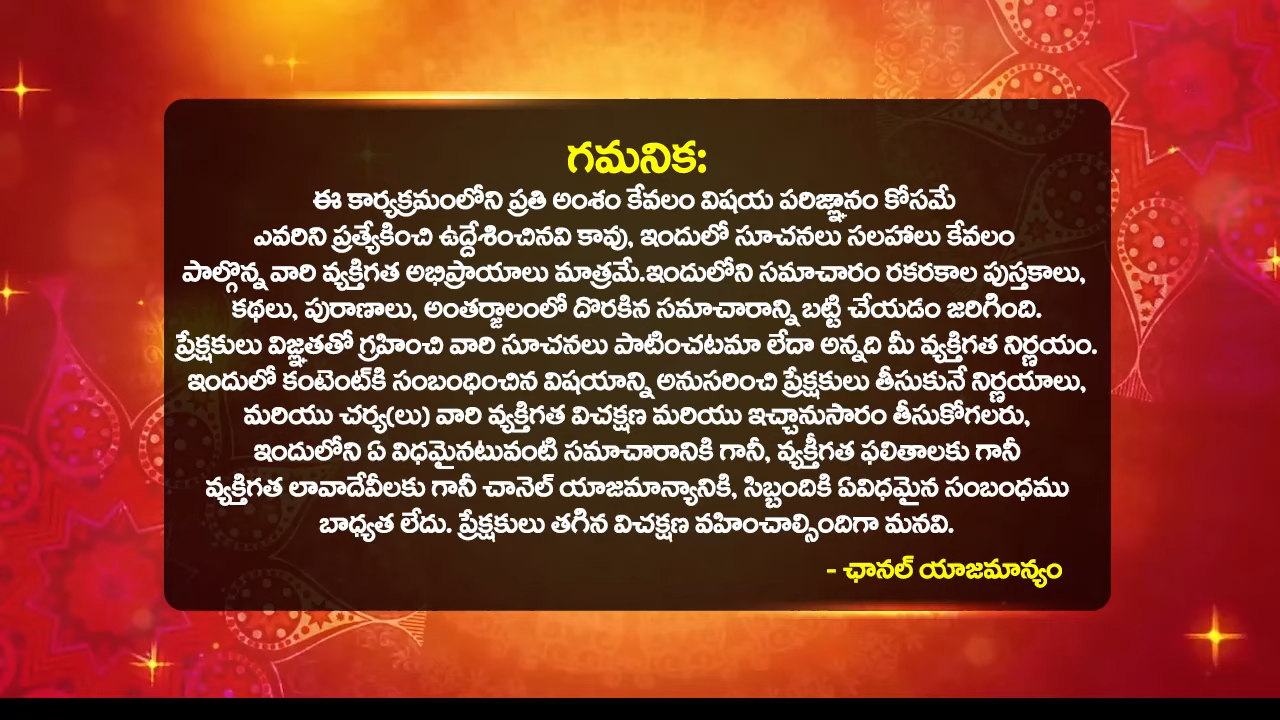 గమనిక:
ఈ కార్యక్రమంలోని ప్రతి అంశం కేవలం విషయ పరిజ్ఞానం కోసమే
ఎవరిని ప్రత్యేకించి ఉద్దేశించినవి కావు, ఇందులో సూచనలు సలహాలు కేవలం
పాల్గొన్న వారి వ్యక్తిగత అభిప్రాయాలు మాత్రమే.ఇందులోని సమాచారం రకరకాల పుస్తకాలు,
కథలు, పురాణాలు, అంతర్జాలంలో దొరకిన సమాచారాన్ని బట్టి చేయడం జరిగింది.
ప్రేక్షకులు విజ్ఞతతో గ్రహించి వారి సూచనలు పాటించటమా లేదా అన్నది మీ వ్యక్తిగత నిర్ణయం.
ఇందులో కంటెంట్‌కి సంబంధించిన విషయాన్ని అనుసరించి ప్రేక్షకులు తీసుకునే నిర్ణయాలు,
మరియు చర్య(లు) వారి వ్యక్తిగత విచక్షణ మరియు ఇచ్చానుసారం తీసుకోగలరు,
ఇందులోని ఏ విధమైనటువంటి సమాచారానికి గానీ, వ్యక్తీగత ఫలితాలకు గానీ
వ్యక్తిగత లావాదేవీలకు గానీ చానెల్ యాజమాన్యానికి, సిబ్బందికి ఏవిధమైన సంబంధము
బాధ్యత లేదు. ప్రేక్షకులు తగిన విచక్షణ వహించాల్సిందిగా మనవి.
- ఛానల్ యాజమాన్యం